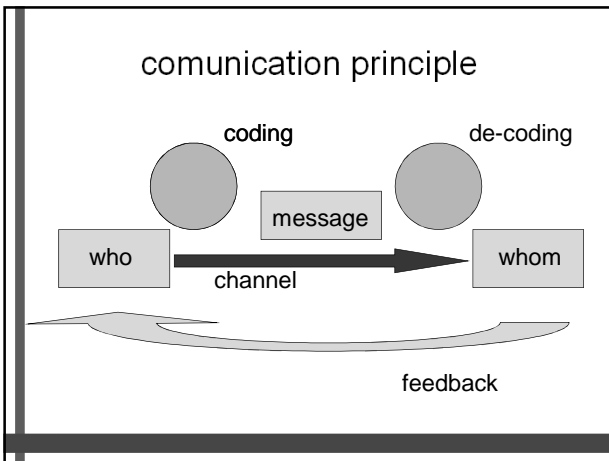 comunication principle
coding
de-coding
message
who
whom
channel
feedback